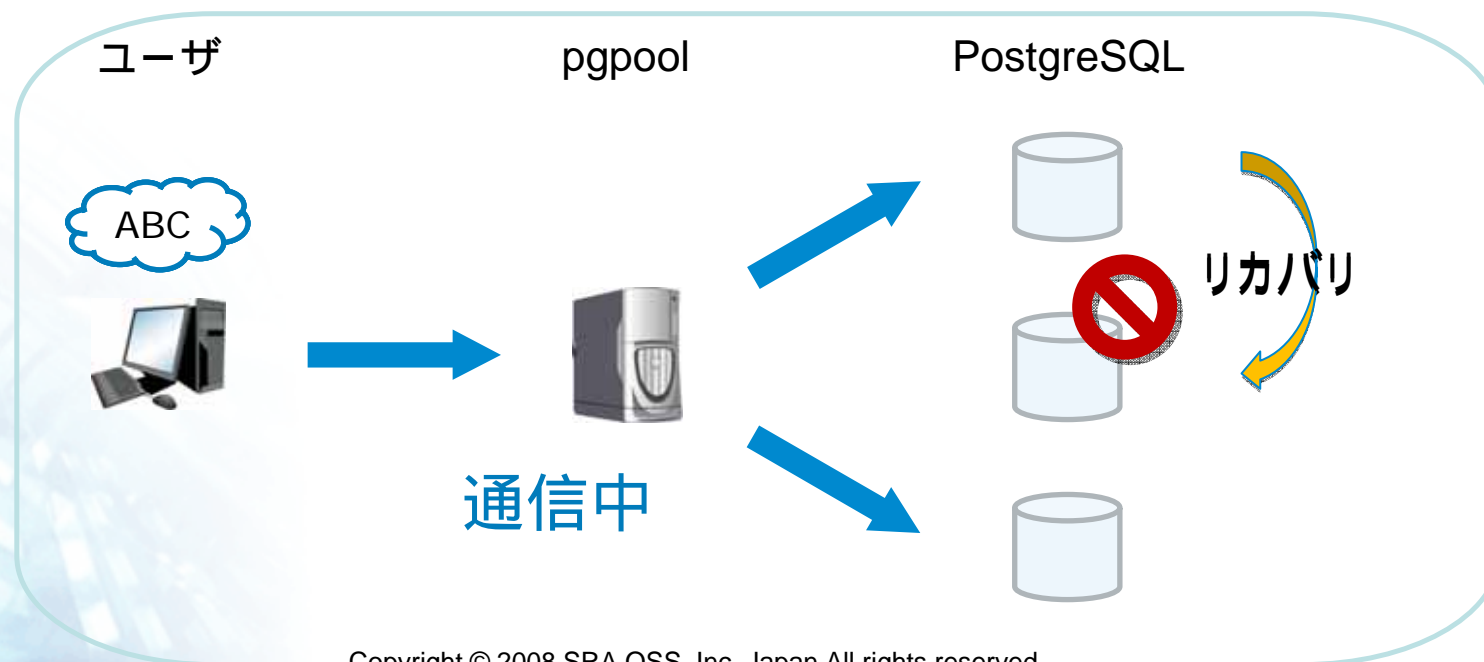 ユーザ
pgpool
PostgreSQL
ABC
リカバリ
通信中
Copyright © 2008 SRA OSS, Inc. Japan All rights reserved.